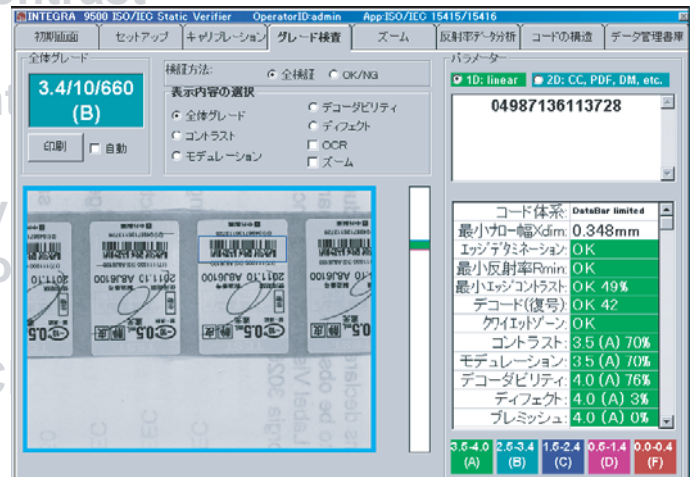 INTEGRA 9500 ISO/IEC Static Verifier OperatorID:admin App:ISO/IEC 15415/15416
初期画面 セットアップ キャリブレーション グレード検査 ズーム 反射率データ分析 コードの構造 データ管理書庫
全体グレード
3.4/10/660
(B)
印刷 自動
検証方法: 全検証 OK/NG
表示内容の選択
全体グレード
コントラスト
モデュレーション
デコーダビリティ
ディフェクト
OCR
ズーム
パラメーター
1D: linear 2D: CC, PDF, DM, etc.
04987136113728
コード体系: DataBar limited
最小ナロー幅Xdim: 0.348mm
エッジデタミネーション: OK
最小反射率Rmin: OK
最小エッジコントラスト: OK 49%
デコード(復号): OK 42
クワイエットゾーン: OK
コントラスト: 3.5 (A) 70%
モデュレーション: 3.5 (A) 70%
デコーダビリティ: 4.0 (A) 76%
ディフェクト: 4.0 (A) 3%
ブレミッシュ: 4.0 (A) 0%
3.5-4.0 (A) 2.5-3.4 (B) 1.5-2.4 (C) 0.5-1.4 (D) 0.0-0.4 (F)